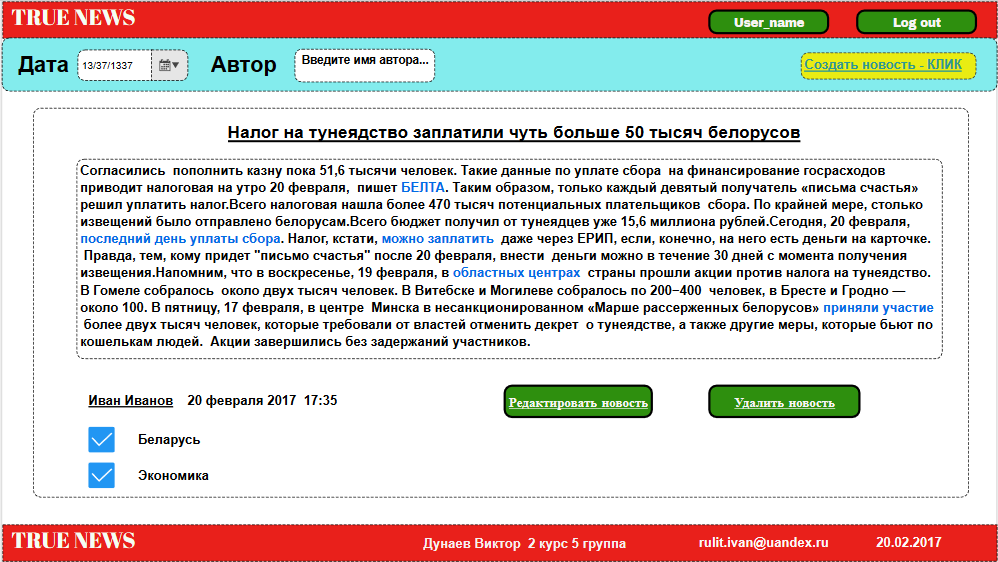 TRUE NEWS User_name Log out
Дата 13/37/1337 Автор Введите имя автора... Создать новость - КЛИК
Налог на тунеядство заплатили чуть больше 50 тысяч белорусов
Согласились пополнить казну пока 51,6 тысячи человек. Такие данные по уплате сбора на финансирование госрасходов
приводит налоговая на утро 20 февраля, пишет БЕЛТА. Таким образом, только каждый девятый получатель «письма счастья»
решил уплатить налог.Всего налоговая нашла более 470 тысяч потенциальных плательщиков сбора. По крайней мере, столько
извещений было отправлено белорусам.Всего бюджет получил от тунеядцев уже 15,6 миллиона рублей.Сегодня, 20 февраля,
последний день уплаты сбора. Налог, кстати, можно заплатить даже через ЕРИП, если, конечно, на него есть деньги на карточке.
Правда, тем, кому придет "письмо счастья" после 20 февраля, внести деньги можно в течение 30 дней с момента получения
извещения.Напомним, что в воскресенье, 19 февраля, в областных центрах страны прошли акции против налога на тунеядство.
В Гомеле собралось около двух тысяч человек. В Витебске и Могилеве собралось по 200–400 человек, в Бресте и Гродно —
около 100. В пятницу, 17 февраля, в центре Минска в несанкционированном «Марше рассерженных белорусов» приняли участие
более двух тысяч человек, которые требовали от властей отменить декрет о тунеядстве, а также другие меры, которые бьют по
кошелькам людей. Акции завершились без задержаний участников.
Иван Иванов 20 февраля 2017 17:35 Редактировать новость Удалить новость
Беларусь
Экономика
TRUE NEWS Дунаев Виктор 2 курс 5 группа rulit.ivan@uandex.ru 20.02.2017